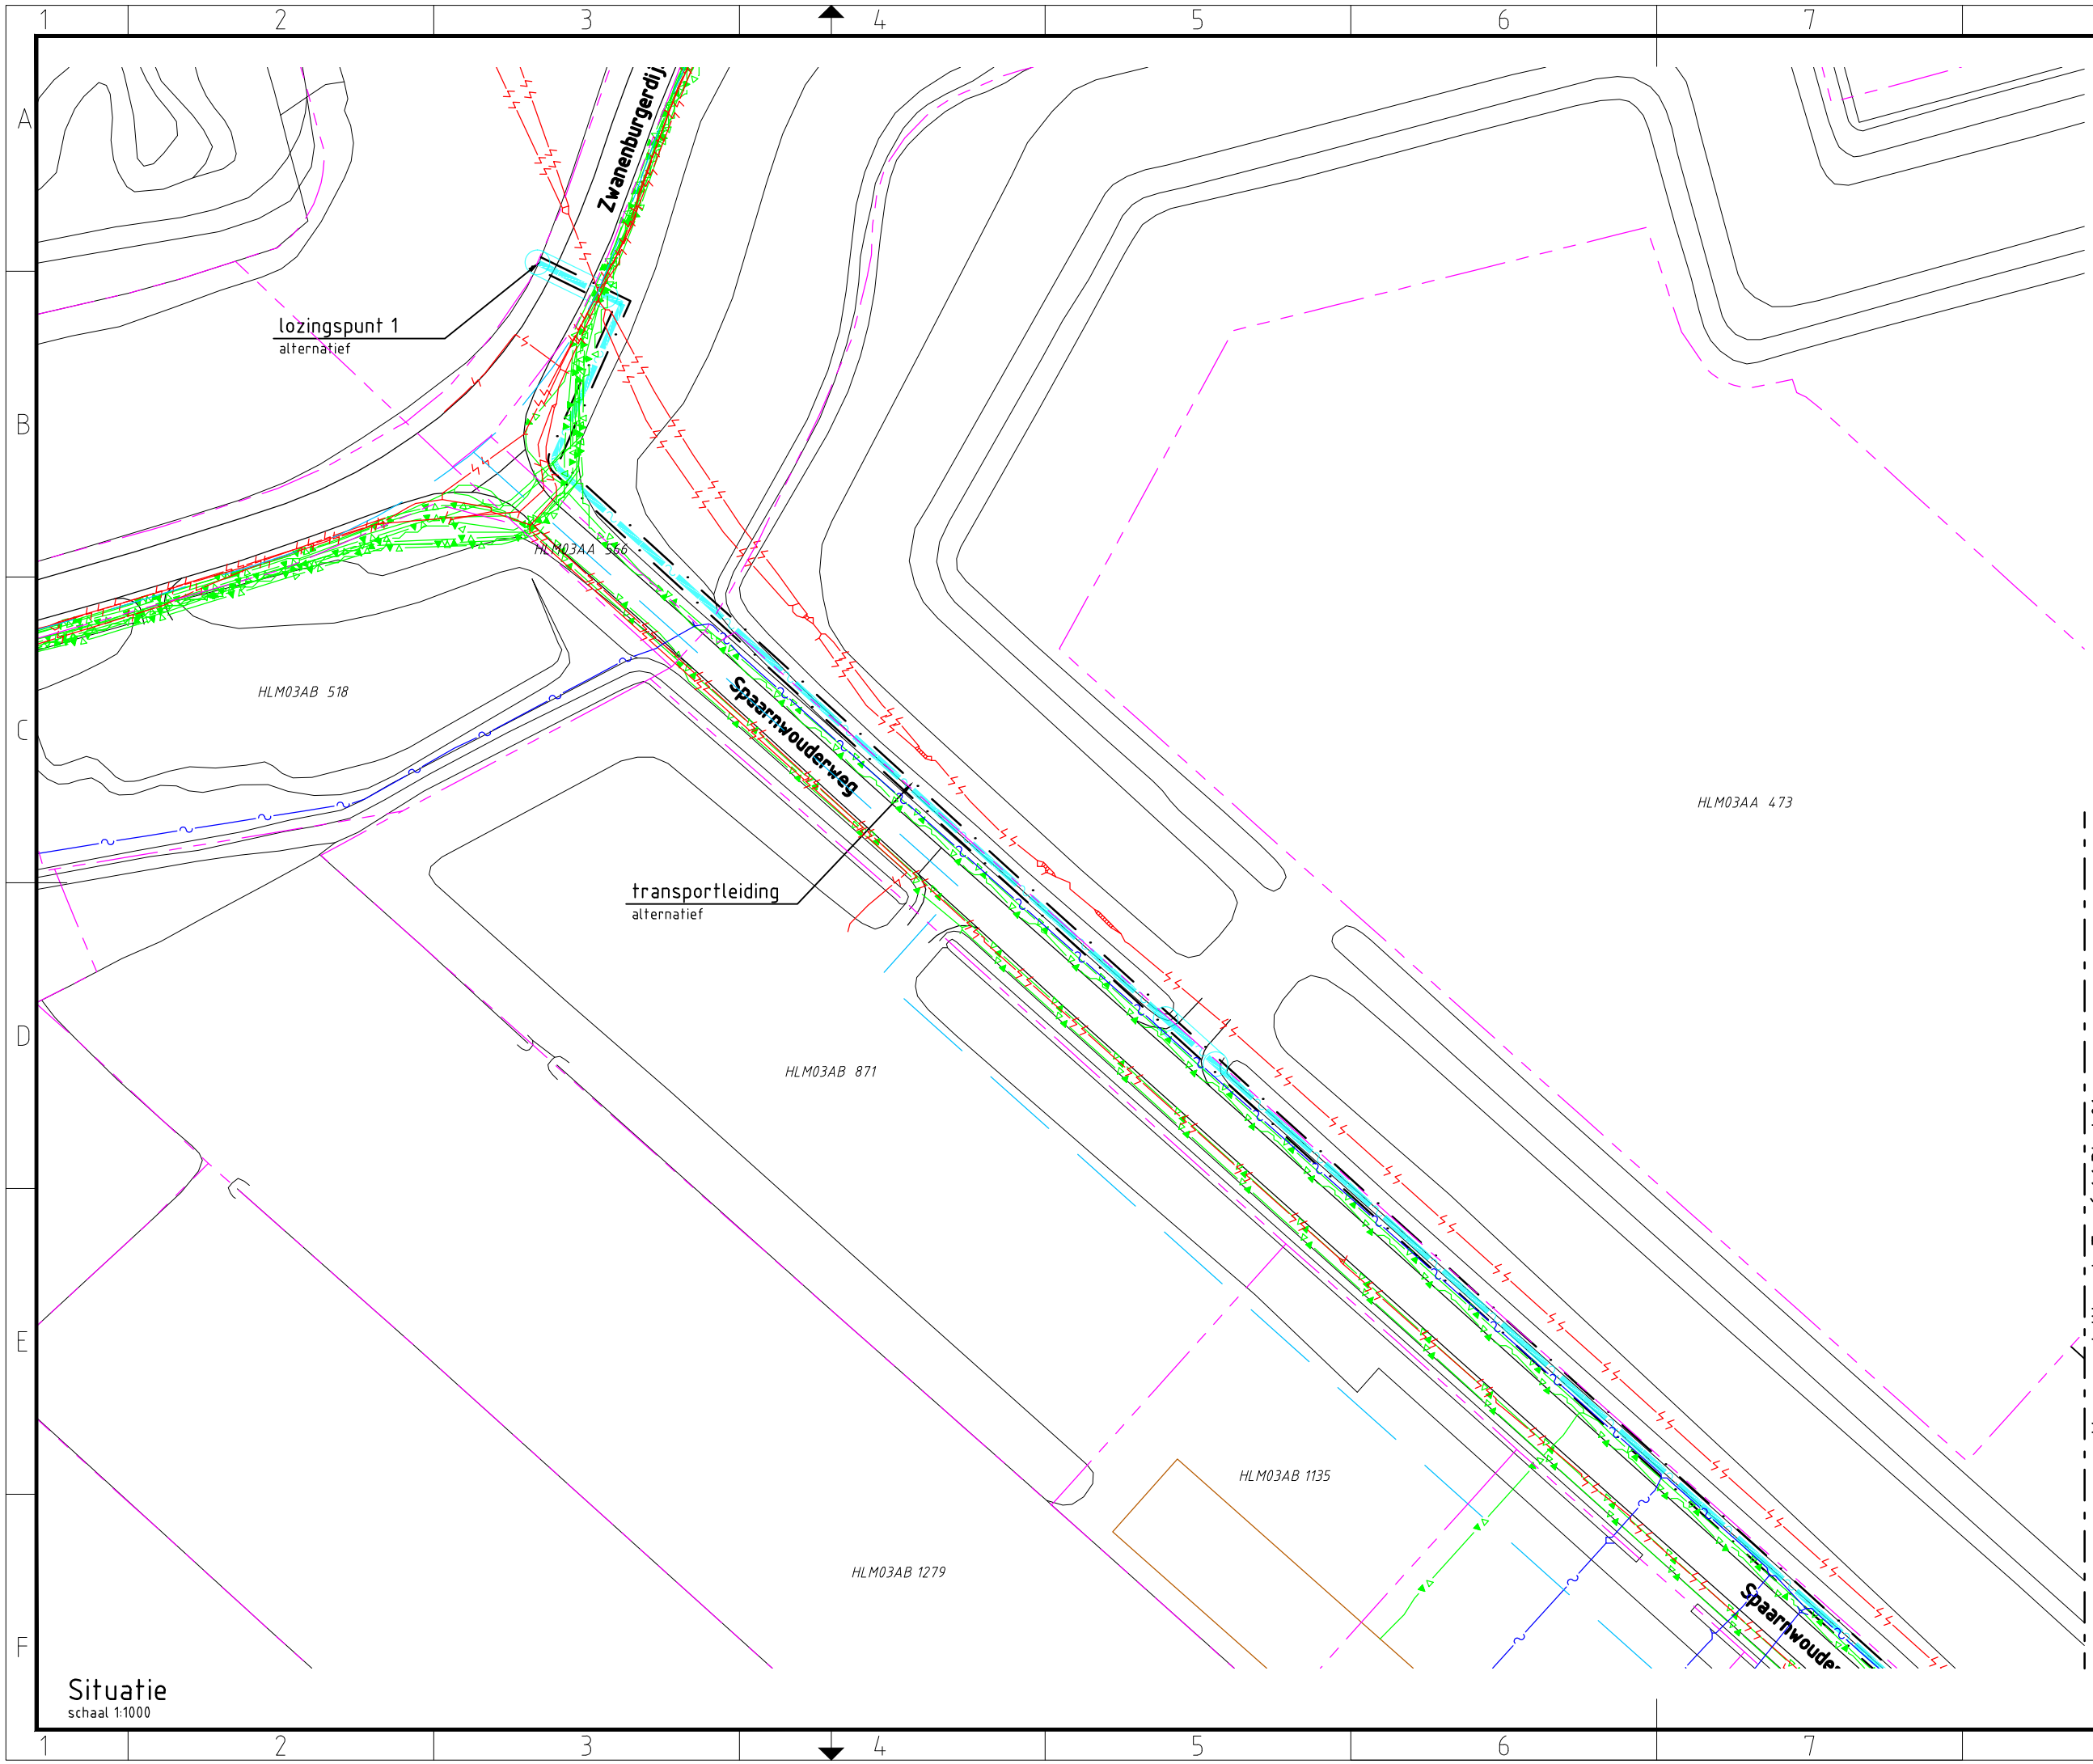 1 2 3 4 5 6 7
A
Zwanenburgerdij
lozingspunt 1
alternatief
B
HLM03AA 566
C
HLM03AB 518
Spaarnwouderweg
HLM03AA 473
transportleiding
alternatief
D
HLM03AB 871
E
HLM03AB 1135
HLM03AB 1279
F
Spaarnwouder
Situatie
schaal 1:1000
1 2 3 4 5 6 7